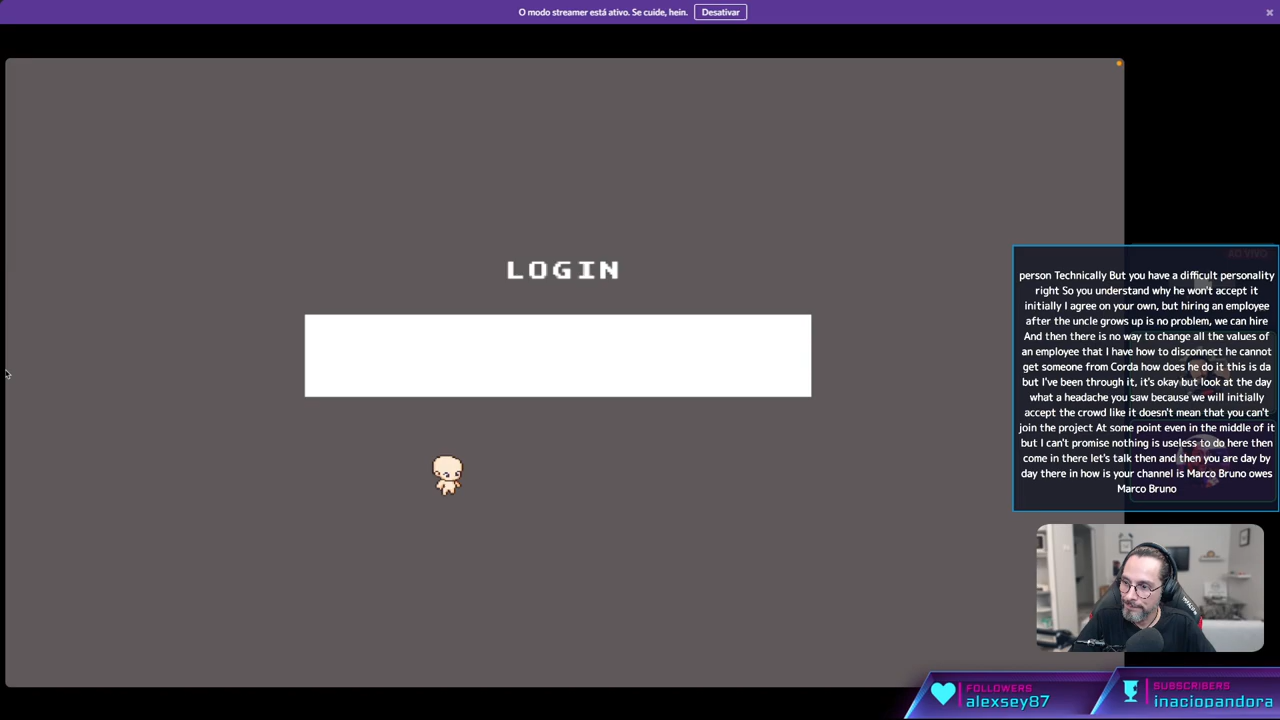 O modo streamer está ativo. Se cuide, hein.
Desativar
LOGIN
AO VIVO
person Technically But you have a difficult personality
right So you understand why he won't accept it
initially I agree on your own, but hiring an employee
after the uncle grows up is no problem, we can hire
And then there is no way to change all the values of
an employee that I have how to disconnect he cannot
get someone from Corda how does he do it this is da
but I've been through it, it's okay but look at the day
what a headache you saw because we will initially
accept the crowd like it doesn't mean that you can't
join the project At some point even in the middle of it
but I can't promise nothing is useless to do here then
come in there let's talk then and then you are day by
day there in how is your channel is Marco Bruno owes
Marco Bruno
FOLLOWERS
alexsey87
SUBSCRIBERS
inaciopandora